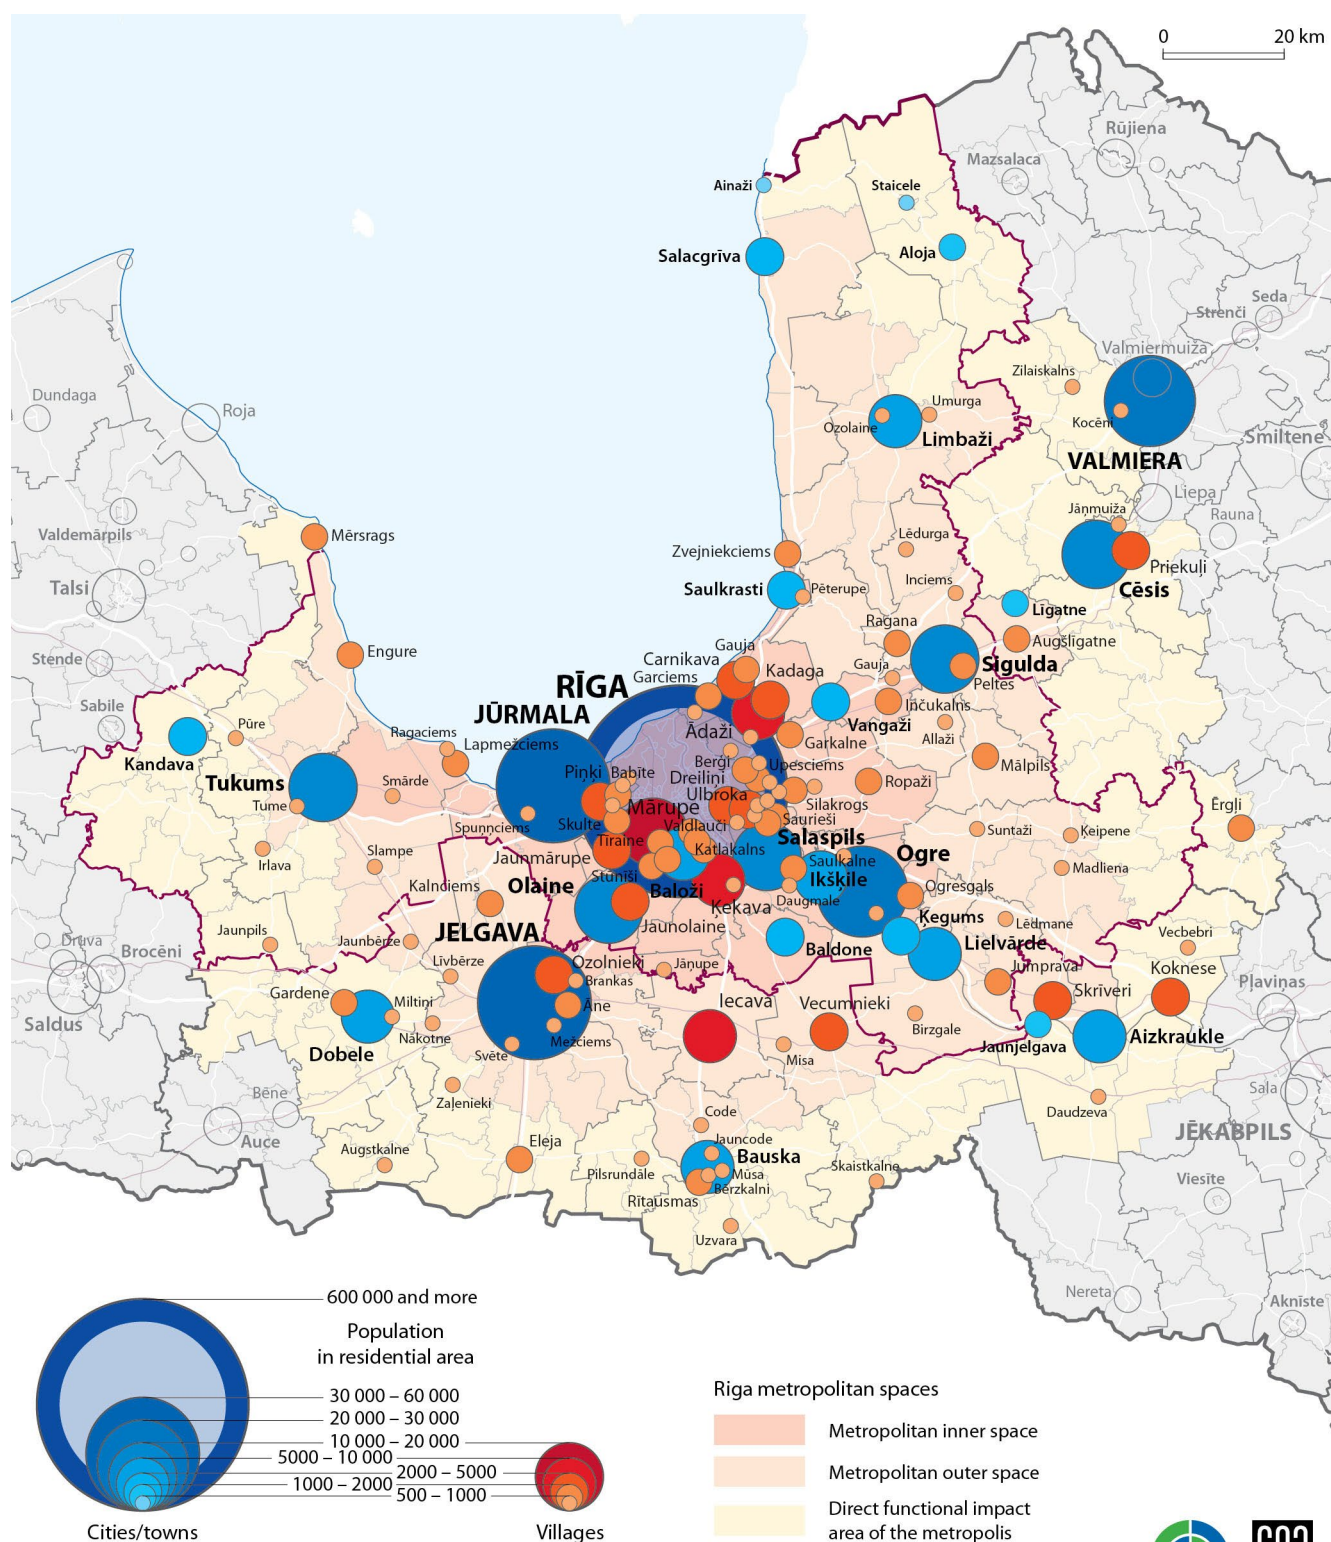 0
20 km
Rūjiena
Mazsalaca
Ainaži
Staicele
Salacgrīva
Aloja
Seda
Strenči
Valmiermuiža
Zilaiskalns
Dundaga
Roja
Umurga
Ozolaine
Limbaži
Kocēni
Smiltene
VALMIERA
Liepa
Jāņmuiža
Rauna
Valdemārpils
Mērsrags
Lēdurga
Zvejniekciems
Priekuļi
Talsi
Inciems
Cēsis
Saulkrasti
Pēterupe
Līgatne
Ragana
Augšlīgatne
Stende
Engure
Gauja
Carnikava
Kadaga
Gauja
Sigulda
Garciems
RĪGA
Peltes
Sabile
JŪRMALA
Inčukalns
Pūre
Ragaciems
Ādaži
Vangaži
Allaži
Lapmežciems
Garkalne
Kandava
Berģi
Upesciems
Mālpils
Piņķi
Babīte
Dreiliņi
Tukums
Smārde
Ulbroka
Ropaži
Tume
Mārupe
Silakrogs
Ērgļi
Spuņņciems
Skulte
Valdlauči
Saurieši
Suntaži
Ķeipene
Tīraine
Salaspils
Irlava
Slampe
Jaunmārupe
Katlakalns
Saulkalne
Ogre
Madliena
Stūnīši
Ikšķile
Kalnciems
Olaine
Baloži
Daugmale
Ogresgals
Ķekava
Ķegums
Lēdmane
Jaunpils
JELGAVA
Jaunolaine
Jaunbērze
Baldone
Lielvārde
Vecbebri
Druva
Brocēni
Līvbērze
Ozolnieki
Jāņupe
Jumprava
Koknese
Brankas
Pļaviņas
Gardene
Miltiņi
Āne
Iecava
Vecumnieki
Skrīveri
Saldus
Nākotne
Mežciems
Birzgale
Jaunjelgava
Aizkraukle
Dobele
Svēte
Misa
Bēne
Zaļenieki
Sala
Auce
Code
Daudzeva
Jauncode
JĒKABPILS
Augstkalne
Eleja
Bauska
Pilsrundāle
Mūsa
Skaistkalne
Viesīte
Rītausmas
Bērzkalni
Uzvara
Nereta
Aknīste
600 000 and more
Population
in residential area
30 000 – 60 000
20 000 – 30 000
10 000 – 20 000
5000 – 10 000
2000 – 5000
1000 – 2000
500 – 1000
Cities/towns
Villages
Riga metropolitan spaces
Metropolitan inner space
Metropolitan outer space
Direct functional impact
area of the metropolis